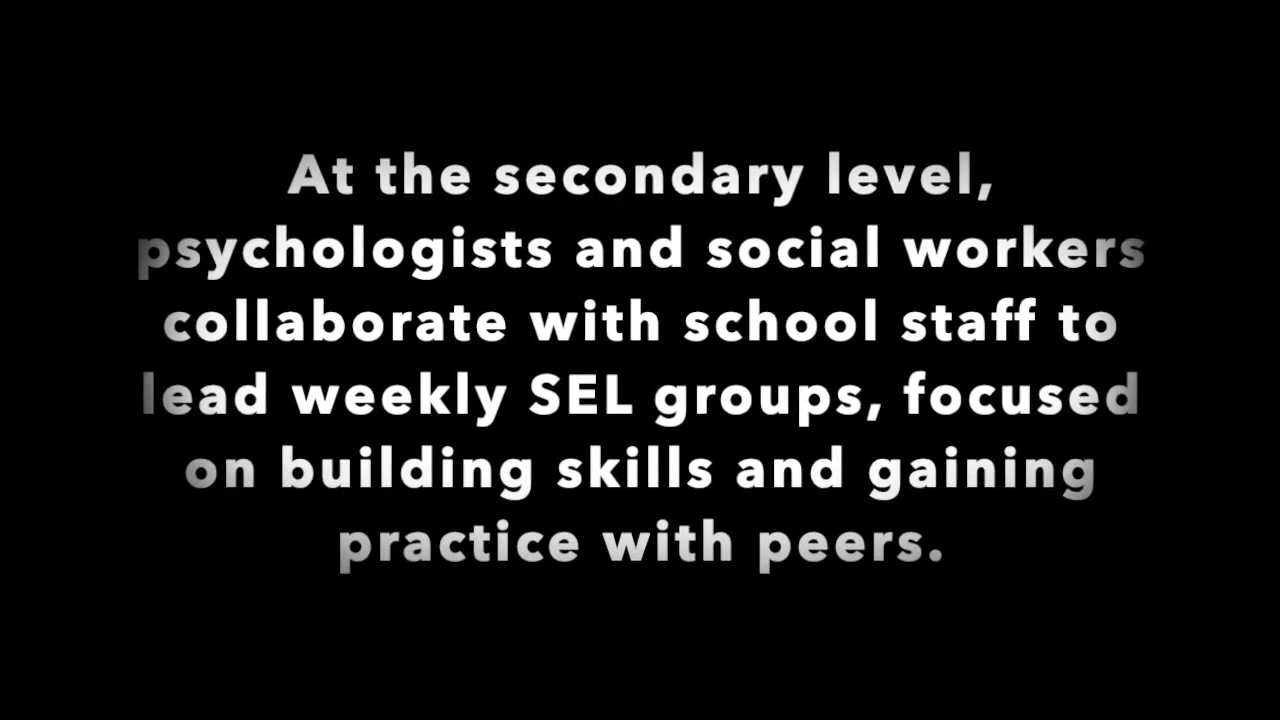 At the secondary level,
psychologists and social workers
collaborate with school staff to
lead weekly SEL groups, focused
on building skills and gaining
practice with peers.